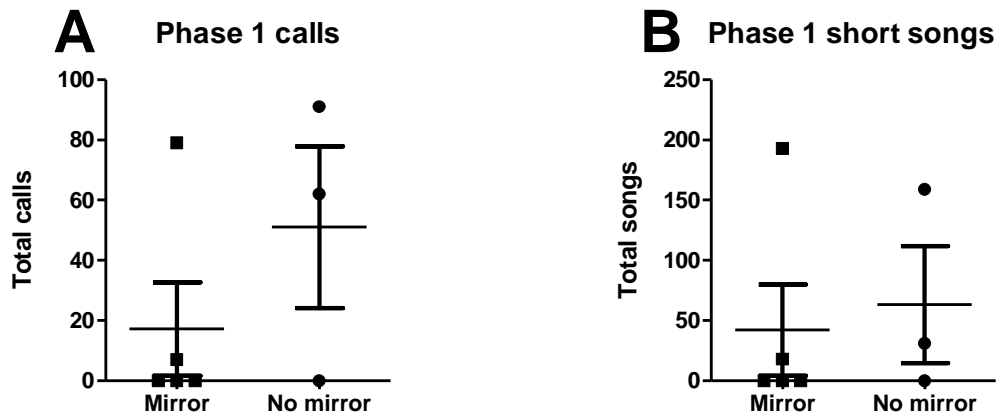 A Phase 1 calls
100
80
60
40
20
0
Total calls
Mirror No mirror
B Phase 1 short songs
250
200
150
100
50
0
Total songs
Mirror No mirror